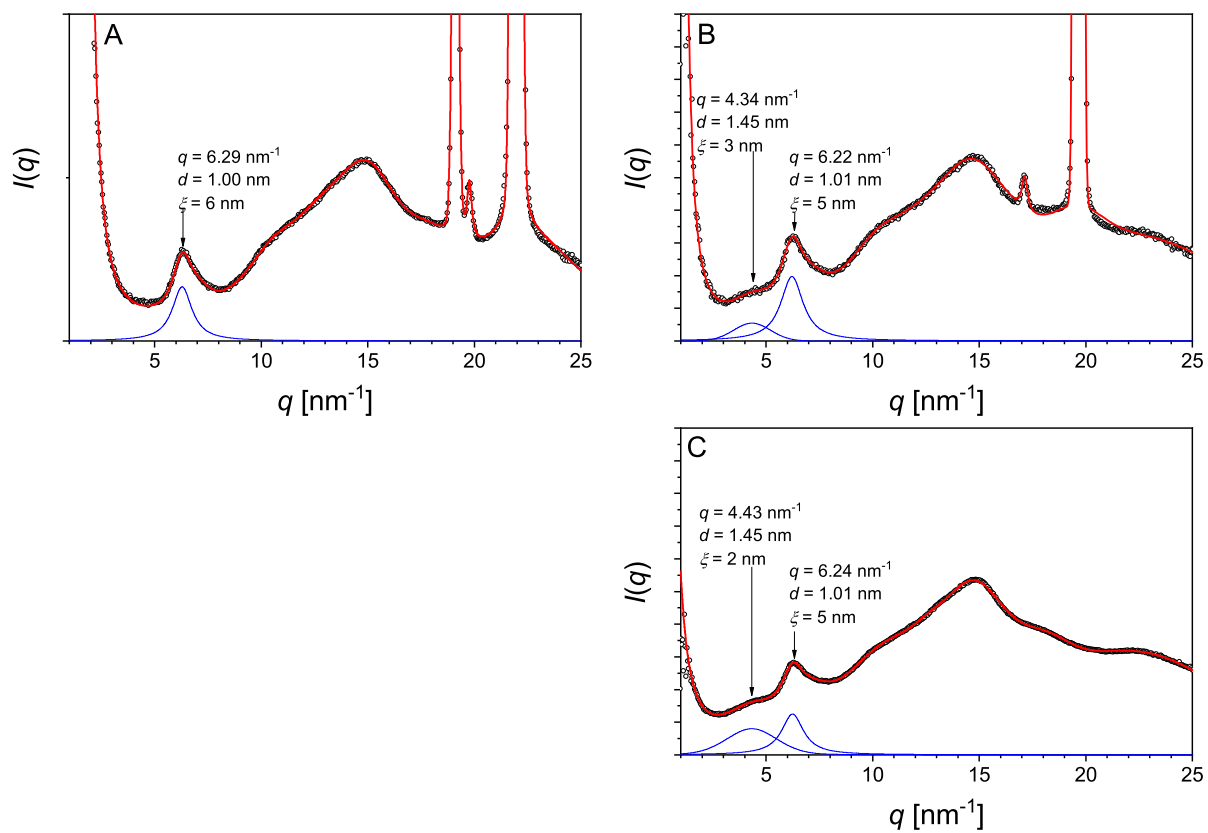 A
q = 6.29 nm⁻¹
d = 1.00 nm
ξ = 6 nm
I(q)
5 10 15 20 25
q [nm⁻¹]
B
q = 4.34 nm⁻¹
d = 1.45 nm
ξ = 3 nm
q = 6.22 nm⁻¹
d = 1.01 nm
ξ = 5 nm
I(q)
5 10 15 20 25
q [nm⁻¹]
C
q = 4.43 nm⁻¹
d = 1.45 nm
ξ = 2 nm
q = 6.24 nm⁻¹
d = 1.01 nm
ξ = 5 nm
I(q)
5 10 15 20 25
q [nm⁻¹]